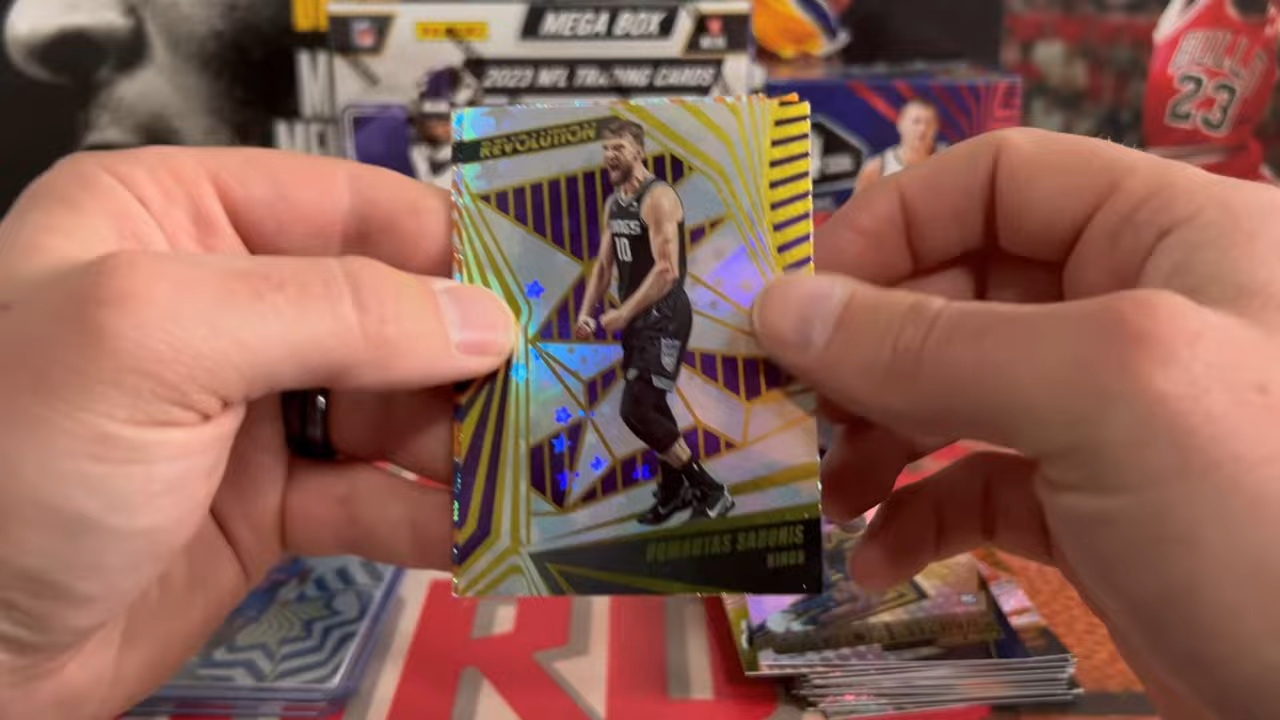 MEGA BOX
PANINI
2023 NFL TRADING CARDS
BULLS
23
REVOLUTION
KINGS
10
DOMANTAS SABONIS
KINGS